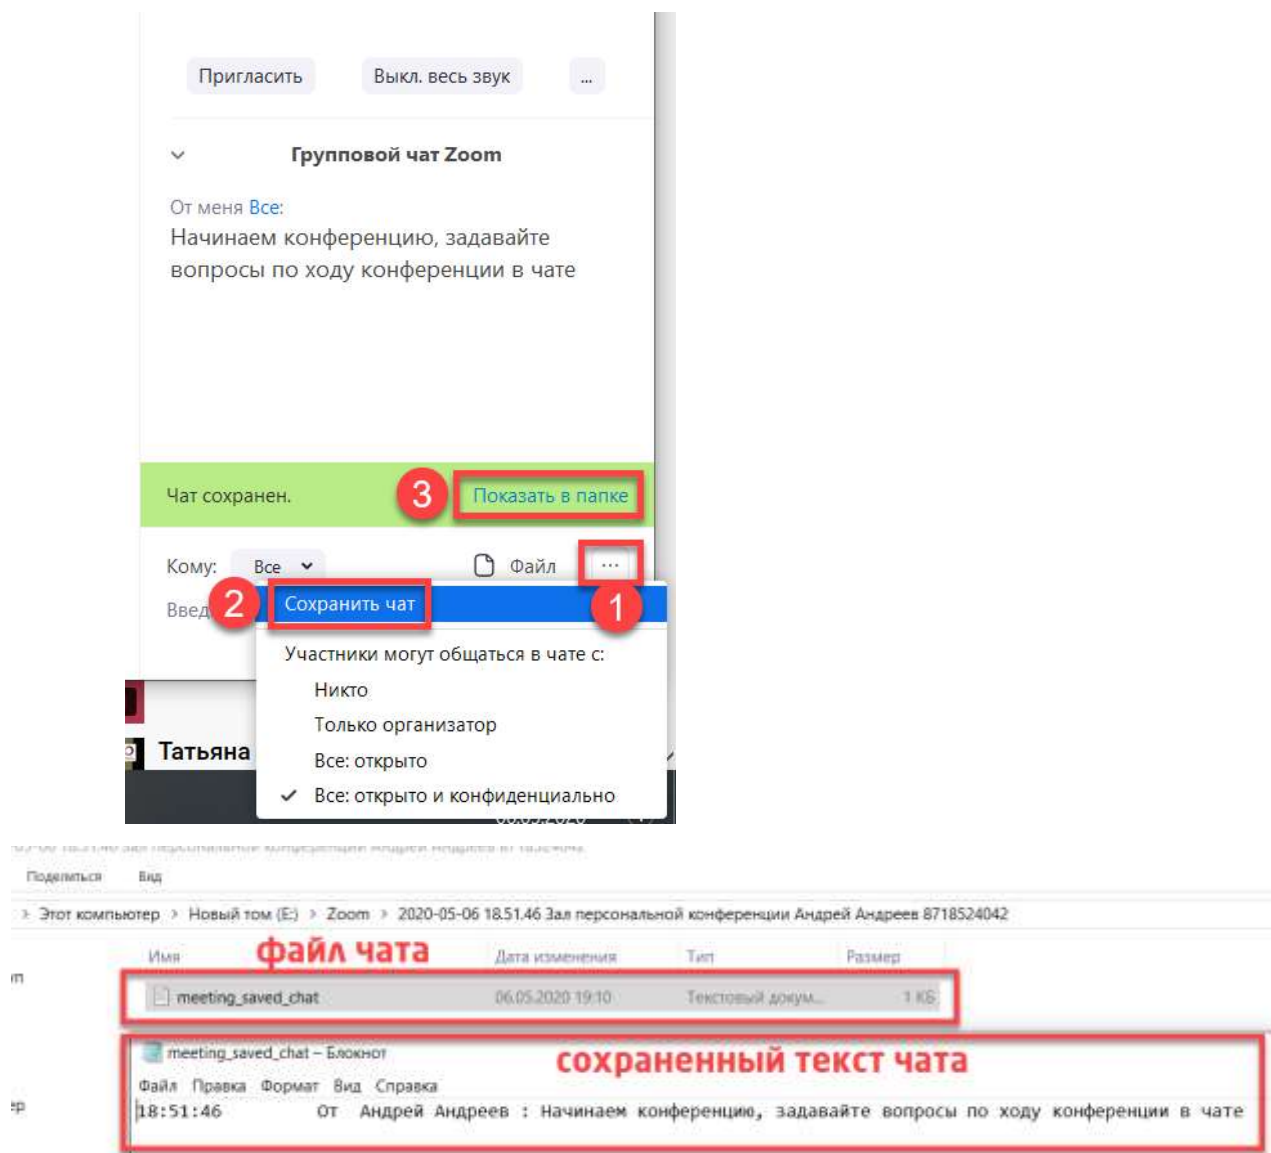 Пригласить Выкл. весь звук ...
Групповой чат Zoom
От меня Все:
Начинаем конференцию, задавайте
вопросы по ходу конференции в чате
Чат сохранен. 3 Показать в папке
Кому: Все Файл ...
Введ 2 Сохранить чат 1
Участники могут общаться в чате с:
Никто
Только организатор
Татьяна
Все: открыто
Все: открыто и конфиденциально
Поделиться Вид
> Этот компьютер > Новый том (E:) > Zoom > 2020-05-06 18.51.46 Зал персональной конференции Андрей Андреев 8718524042
Имя файл чата Дата изменения Тип Размер
meeting_saved_chat 06.05.2020 19:10 Текстовый докум... 1 КБ
meeting_saved_chat – Блокнот сохраненный текст чата
Файл Правка Формат Вид Справка
18:51:46 От Андрей Андреев : Начинаем конференцию, задавайте вопросы по ходу конференции в чате